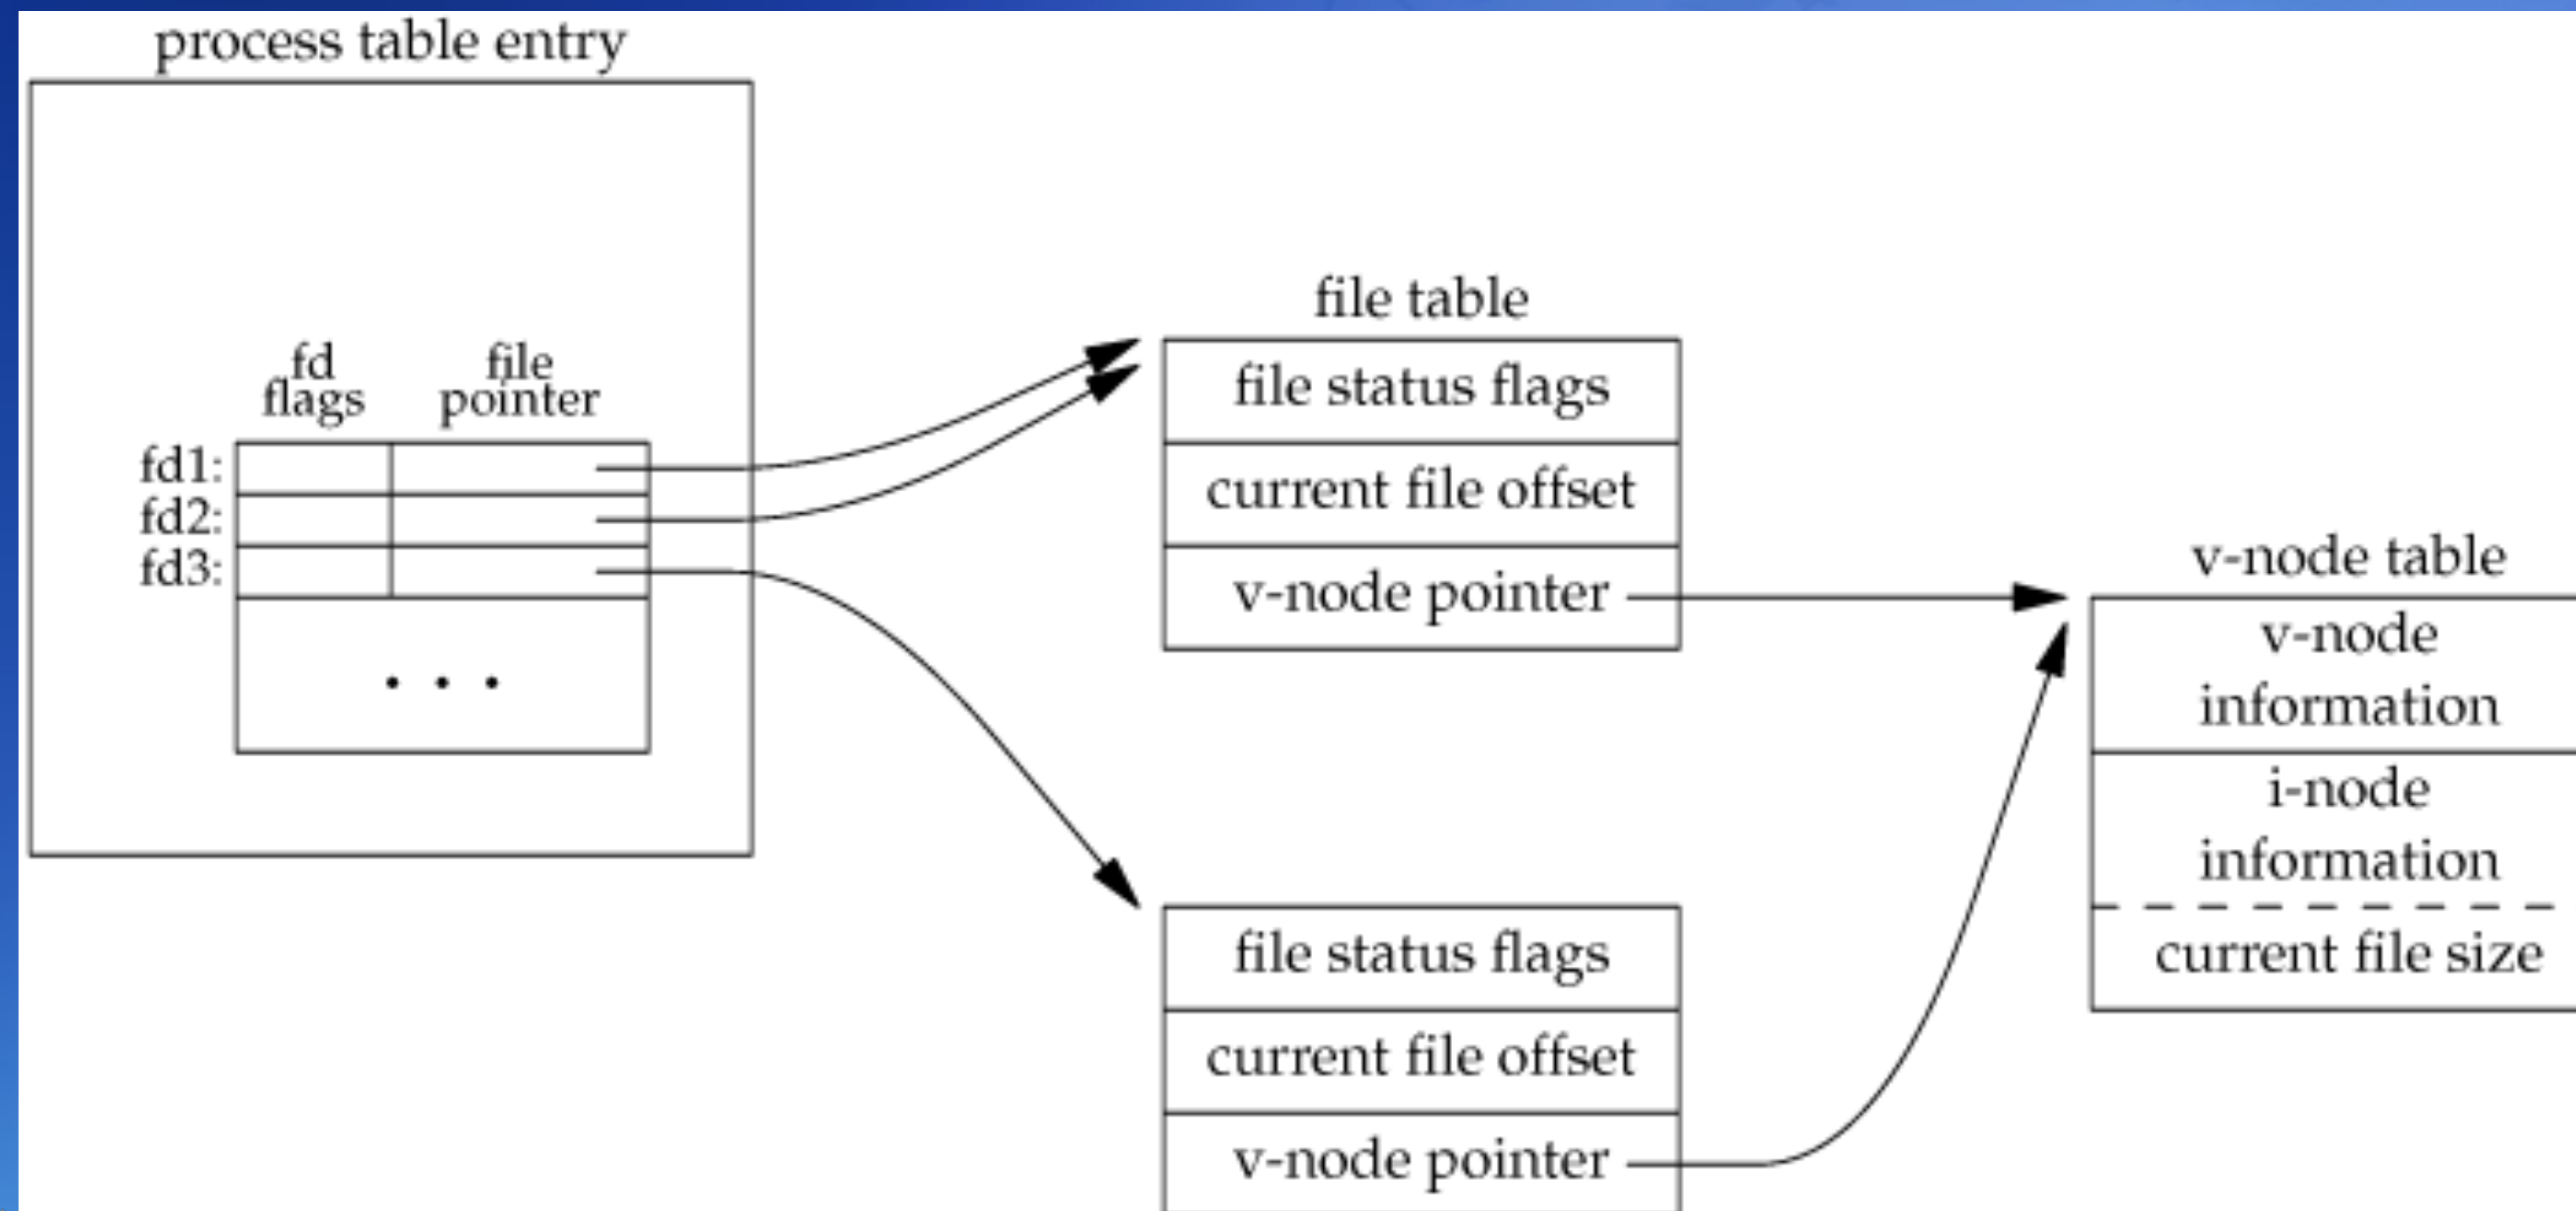 process table entry
fd
flags
file
pointer
fd1:
fd2:
fd3:
. . .
file table
file status flags
current file offset
v-node pointer
file status flags
current file offset
v-node pointer
v-node table
v-node
information
i-node
information
current file size